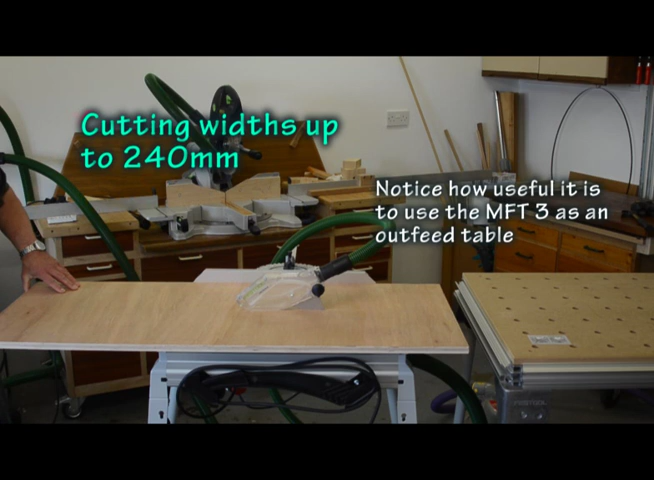 Cutting widths up
to 240mm
Notice how useful it is
to use the MFT 3 as an
outfeed table
FESTOOL